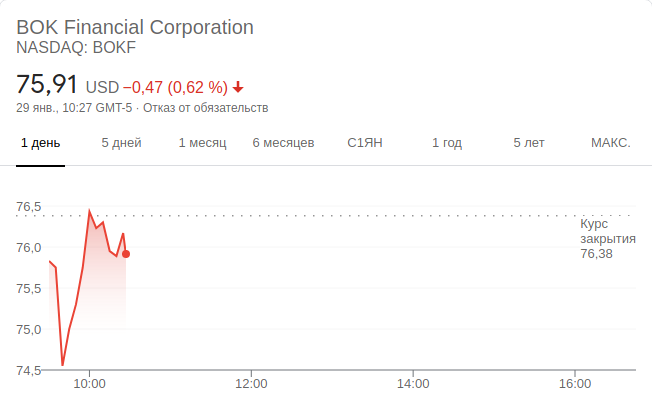 BOK Financial Corporation
NASDAQ: BOKF
75,91 USD −0,47 (0,62 %)
29 янв., 10:27 GMT-5 · Отказ от обязательств
1 день 5 дней 1 месяц 6 месяцев С1ЯН 1 год 5 лет МАКС.
76,5
Курс
закрытия
76,38
76,0
75,5
75,0
74,5
10:00 12:00 14:00 16:00